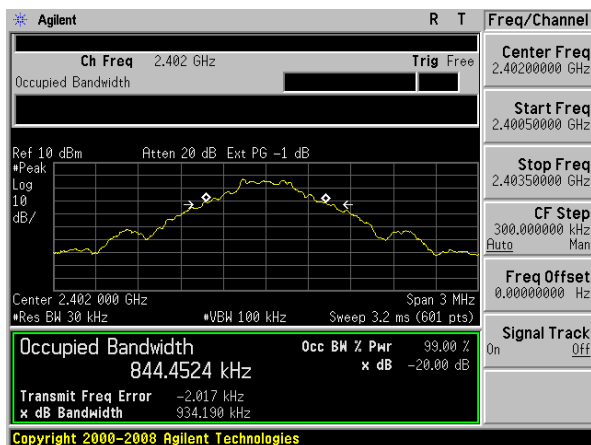 Agilent R T Freq/Channel
Ch Freq 2.402 GHz Trig Free
Occupied Bandwidth
Center Freq
2.40200000 GHz
Start Freq
2.40050000 GHz
Stop Freq
2.40350000 GHz
CF Step
300.000000 kHz
Auto Man
Freq Offset
0.00000000 Hz
Signal Track
On Off
Ref 10 dBm Atten 20 dB Ext PG -1 dB
#Peak
Log
10
dB/
Center 2.402 000 GHz Span 3 MHz
#Res BW 30 kHz #VBW 100 kHz Sweep 3.2 ms (601 pts)
Occupied Bandwidth Occ BW % Pwr 99.00 %
844.4524 kHz x dB -20.00 dB
Transmit Freq Error -2.017 kHz
x dB Bandwidth 934.190 kHz
Copyright 2000-2008 Agilent Technologies